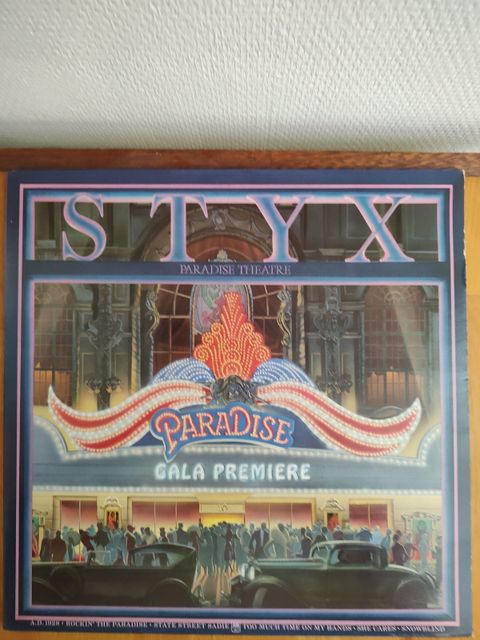 STYX
PARADISE THEATRE
PARADISE
GALA PREMIERE
A.D. 1928 • ROCKIN' THE PARADISE • STATE STREET SADIE • TOO MUCH TIME ON MY HANDS • SHE CARES • SNOWBLIND